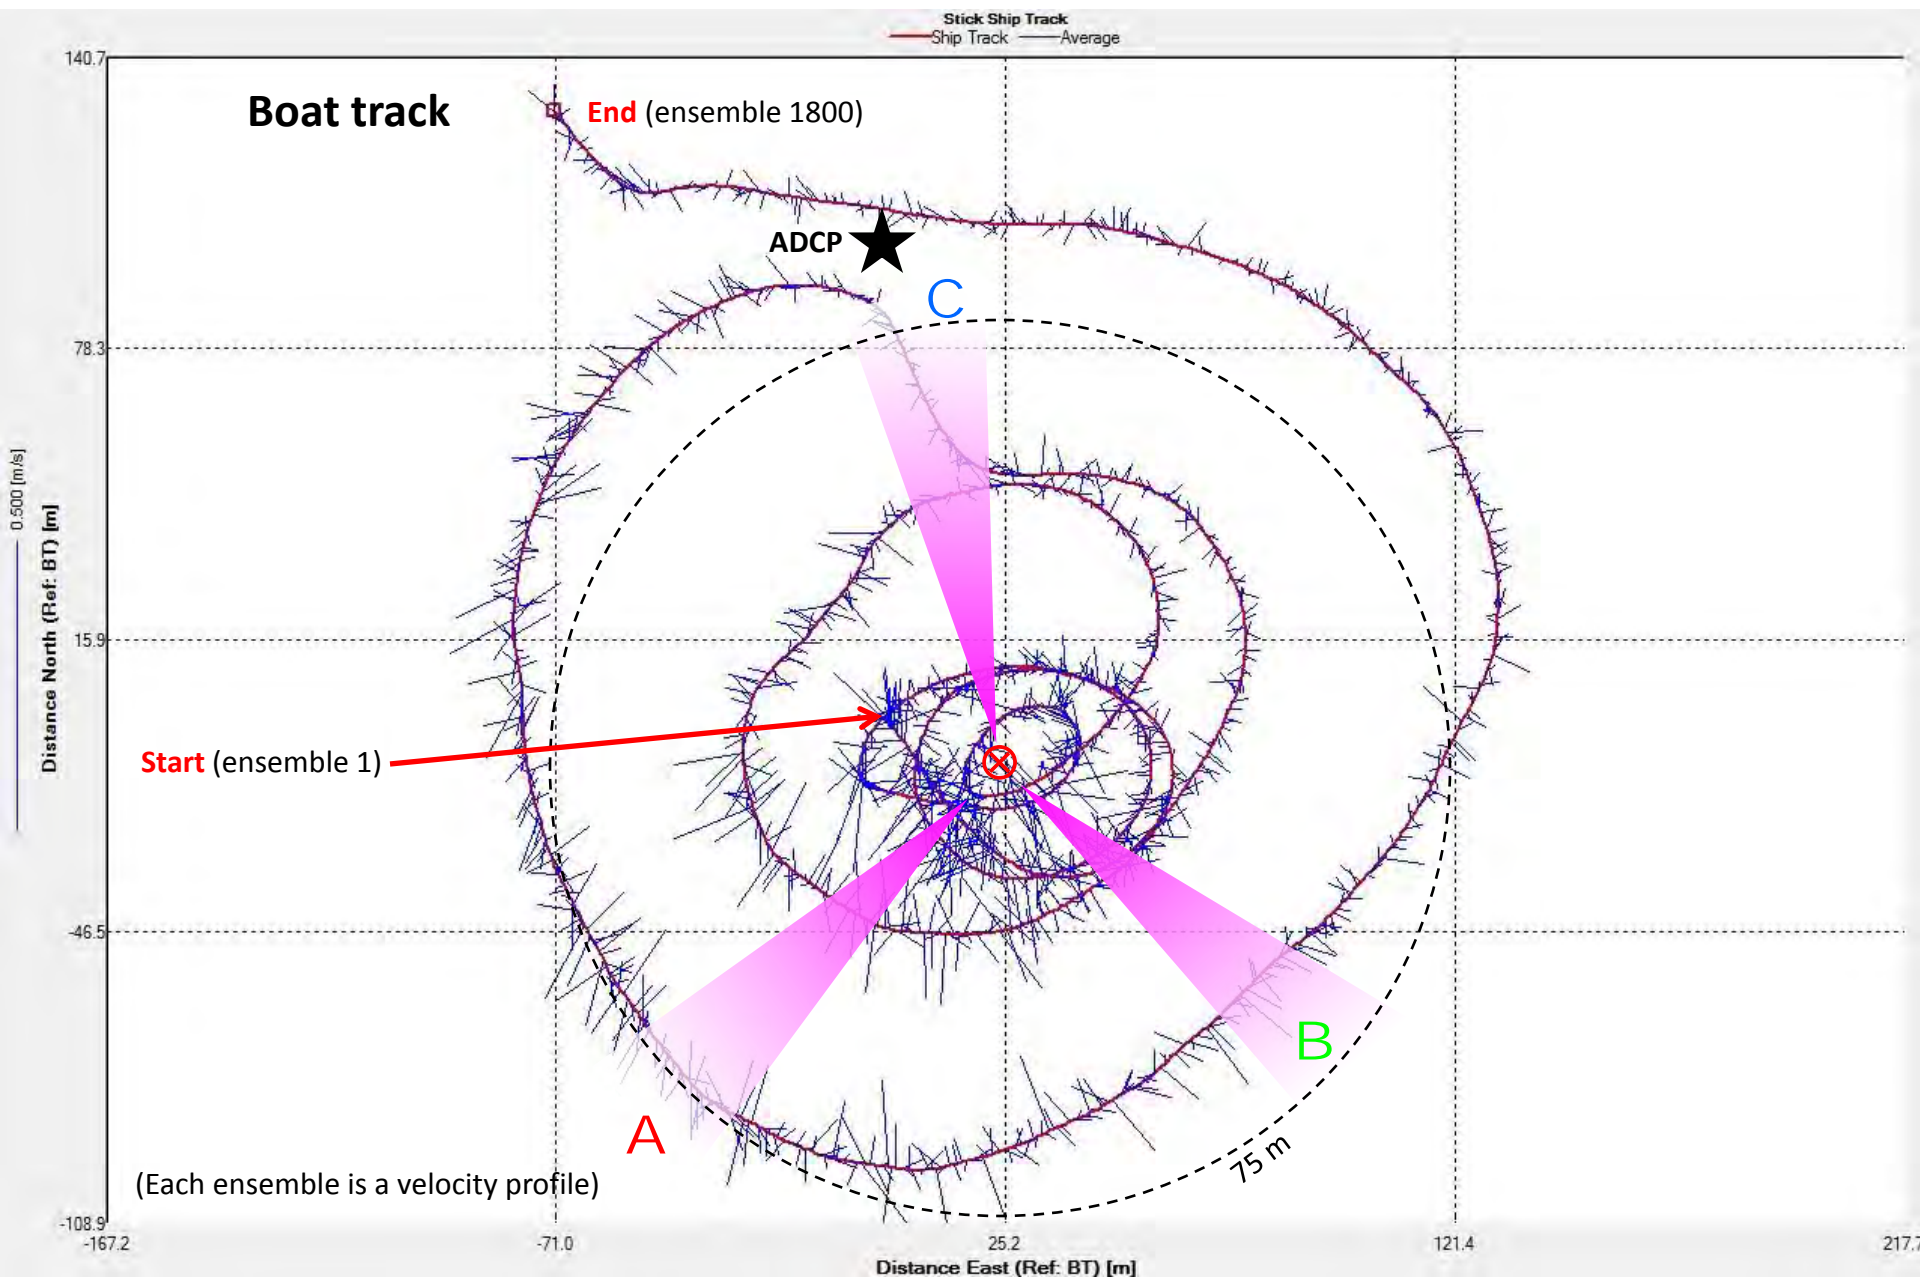 Stick Ship Track
Ship Track Average
140.7
Boat track
End (ensemble 1800)
ADCP
C
78.3
0.500 [m/s]
Distance North (Ref: BT) [m]
15.9
Start (ensemble 1)
-46.5
B
A
75 m
(Each ensemble is a velocity profile)
-108.9
-167.2 -71.0 25.2 121.4 217.7
Distance East (Ref: BT) [m]